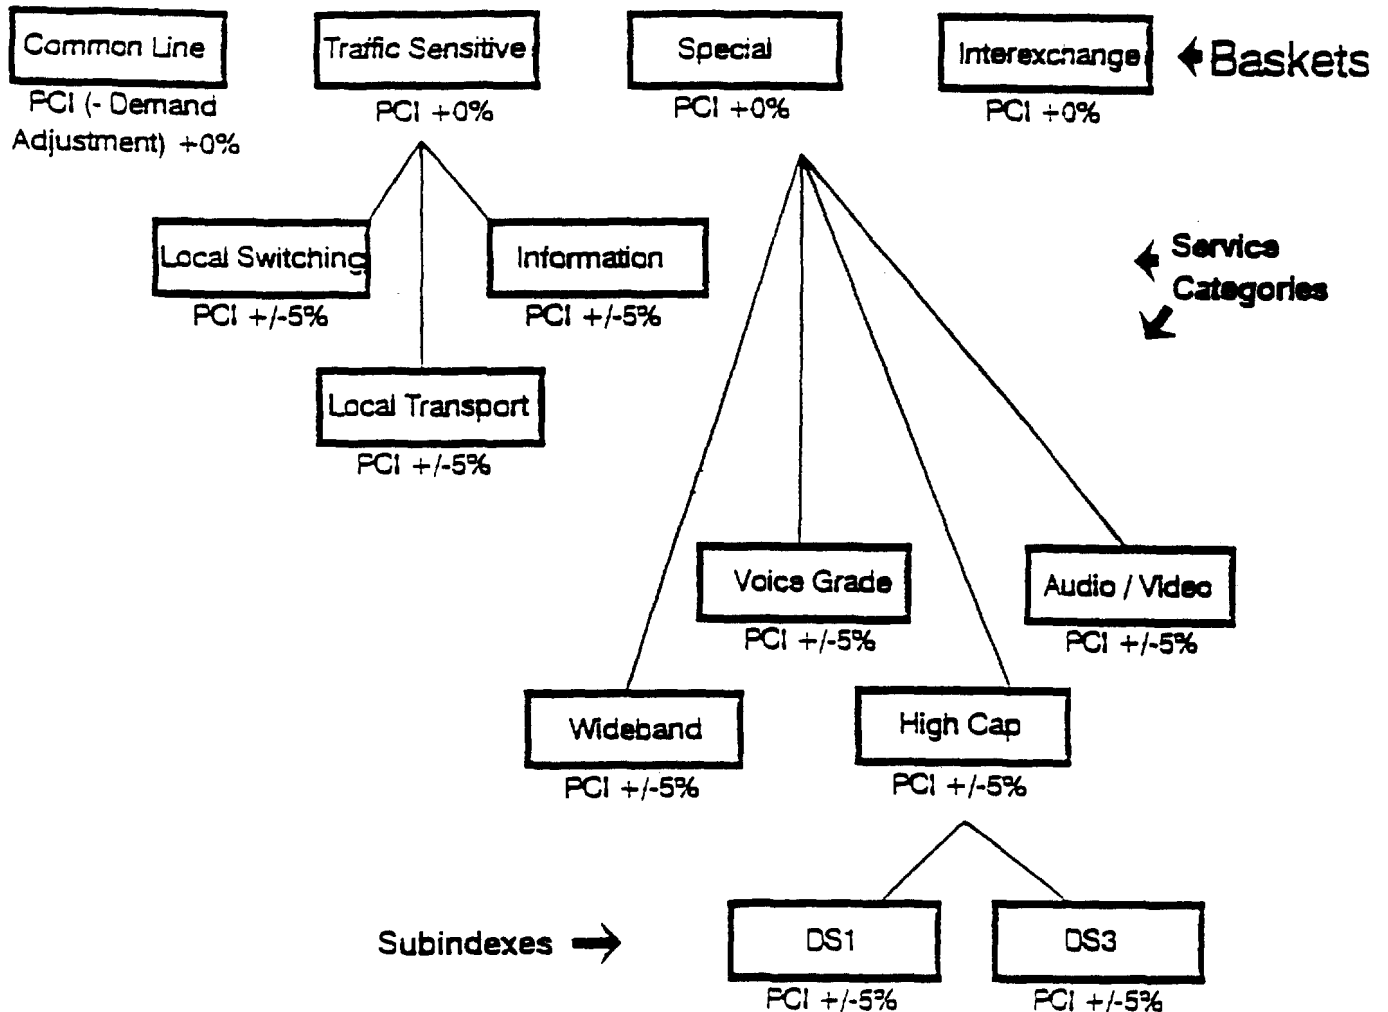 Common Line
Traffic Sensitive
Special
Interexchange
Baskets
PCI (- Demand
Adjustment) +0%
PCI +0%
PCI +0%
PCI +0%
Local Switching
Information
Service
Categories
PCI +/-5%
PCI +/-5%
Local Transport
PCI +/-5%
Voice Grade
Audio / Video
PCI +/-5%
PCI +/-5%
Wideband
High Cap
PCI +/-5%
PCI +/-5%
Subindexes
DS1
DS3
PCI +/-5%
PCI +/-5%